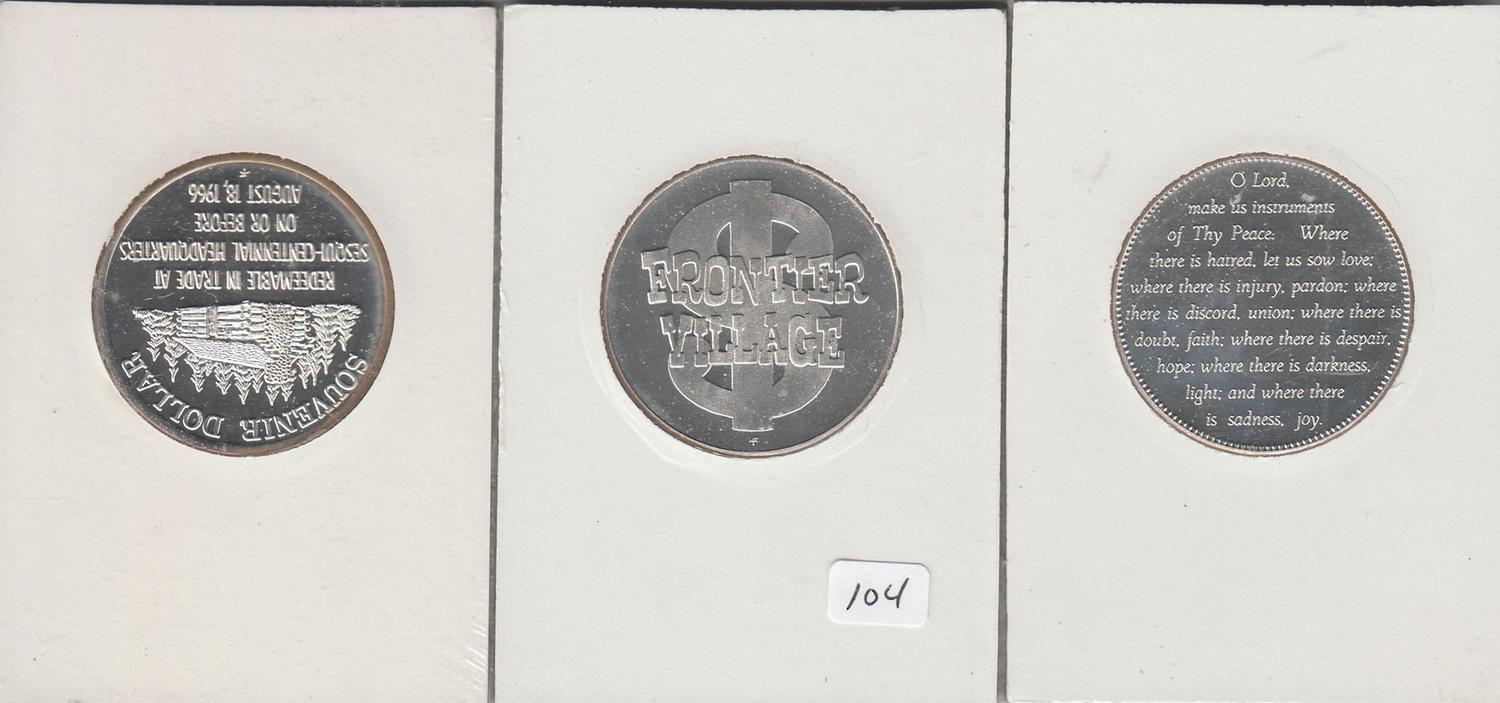 SOUVENIR DOLLAR
REDEEMABLE IN TRADE AT
SESQUI-CENTENNIAL HEADQUARTERS
ON OR BEFORE
AUGUST 18, 1966
FRONTIER
VILLAGE
104
O Lord,
make us instruments
of Thy Peace: Where
there is hatred, let us sow love;
where there is injury, pardon; where
there is discord, union; where there is
doubt, faith; where there is despair,
hope; where there is darkness,
light; and where there
is sadness, joy.